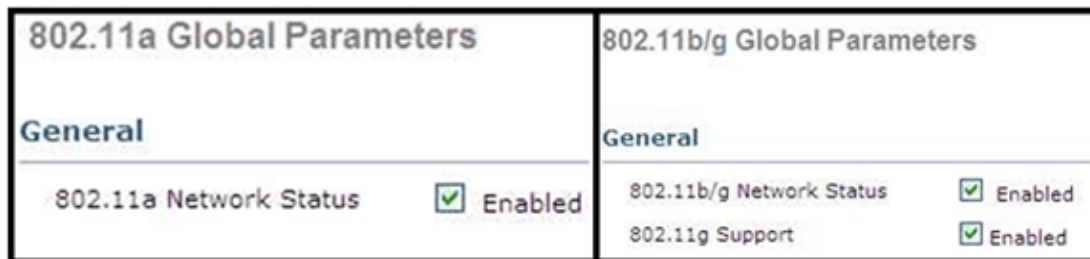 802.11a Global Parameters
General
802.11a Network Status Enabled
802.11b/g Global Parameters
General
802.11b/g Network Status Enabled
802.11g Support Enabled